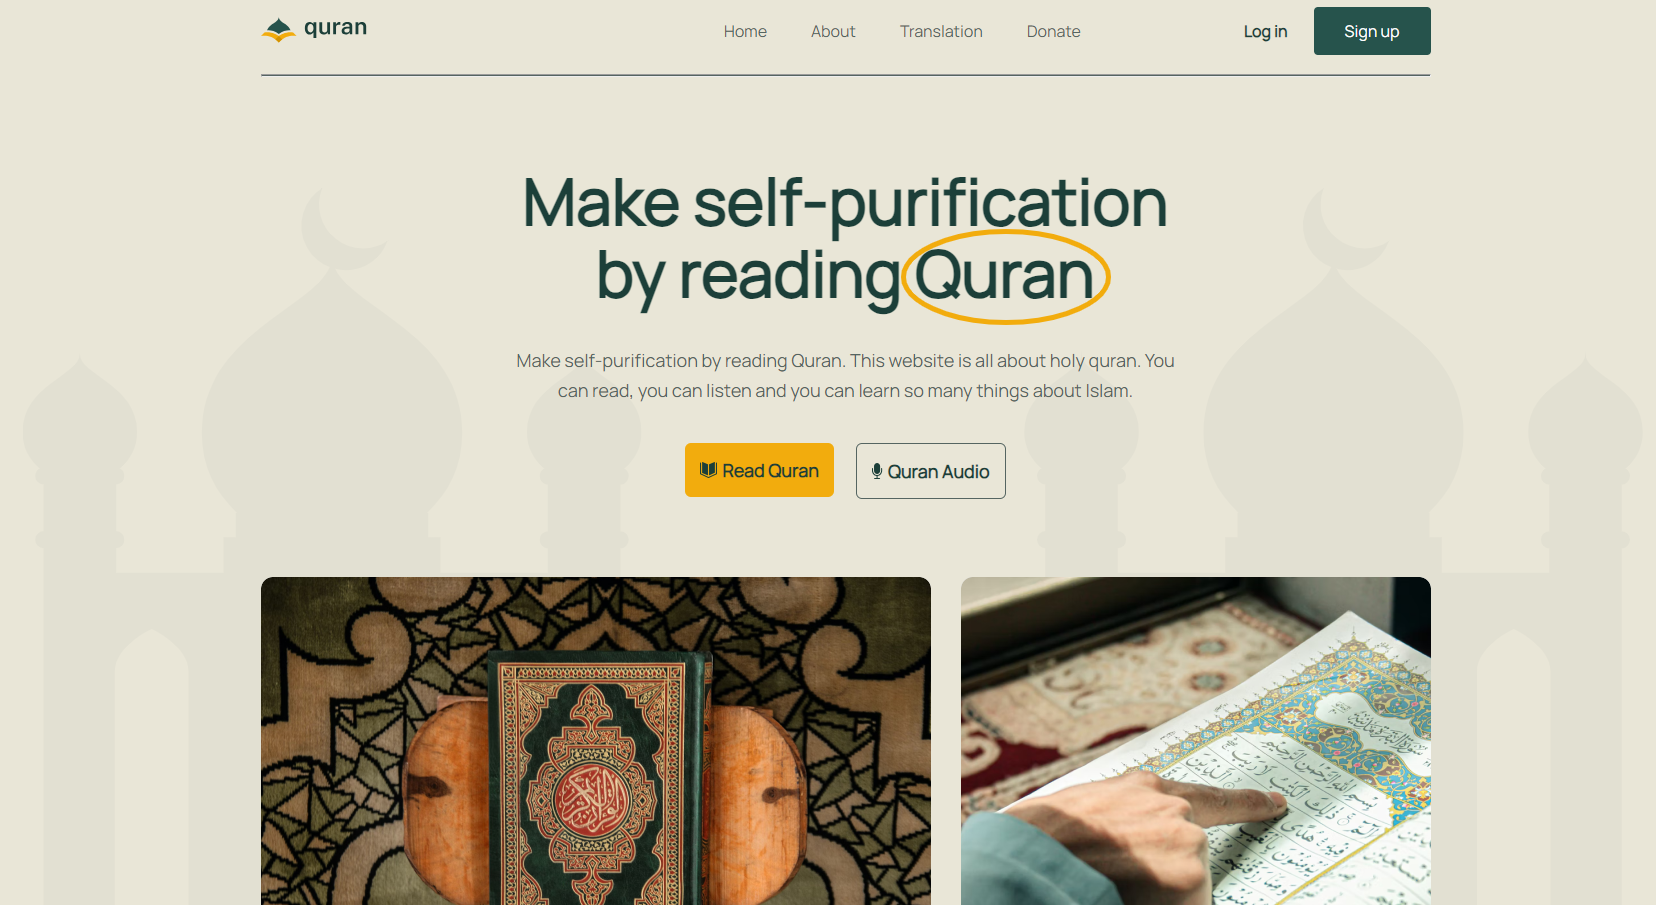 quran
Home
About
Translation
Donate
Log in
Sign up
Make self-purification
by reading Quran
Make self-purification by reading Quran. This website is all about holy quran. You
can read, you can listen and you can learn so many things about Islam.
Read Quran
Quran Audio